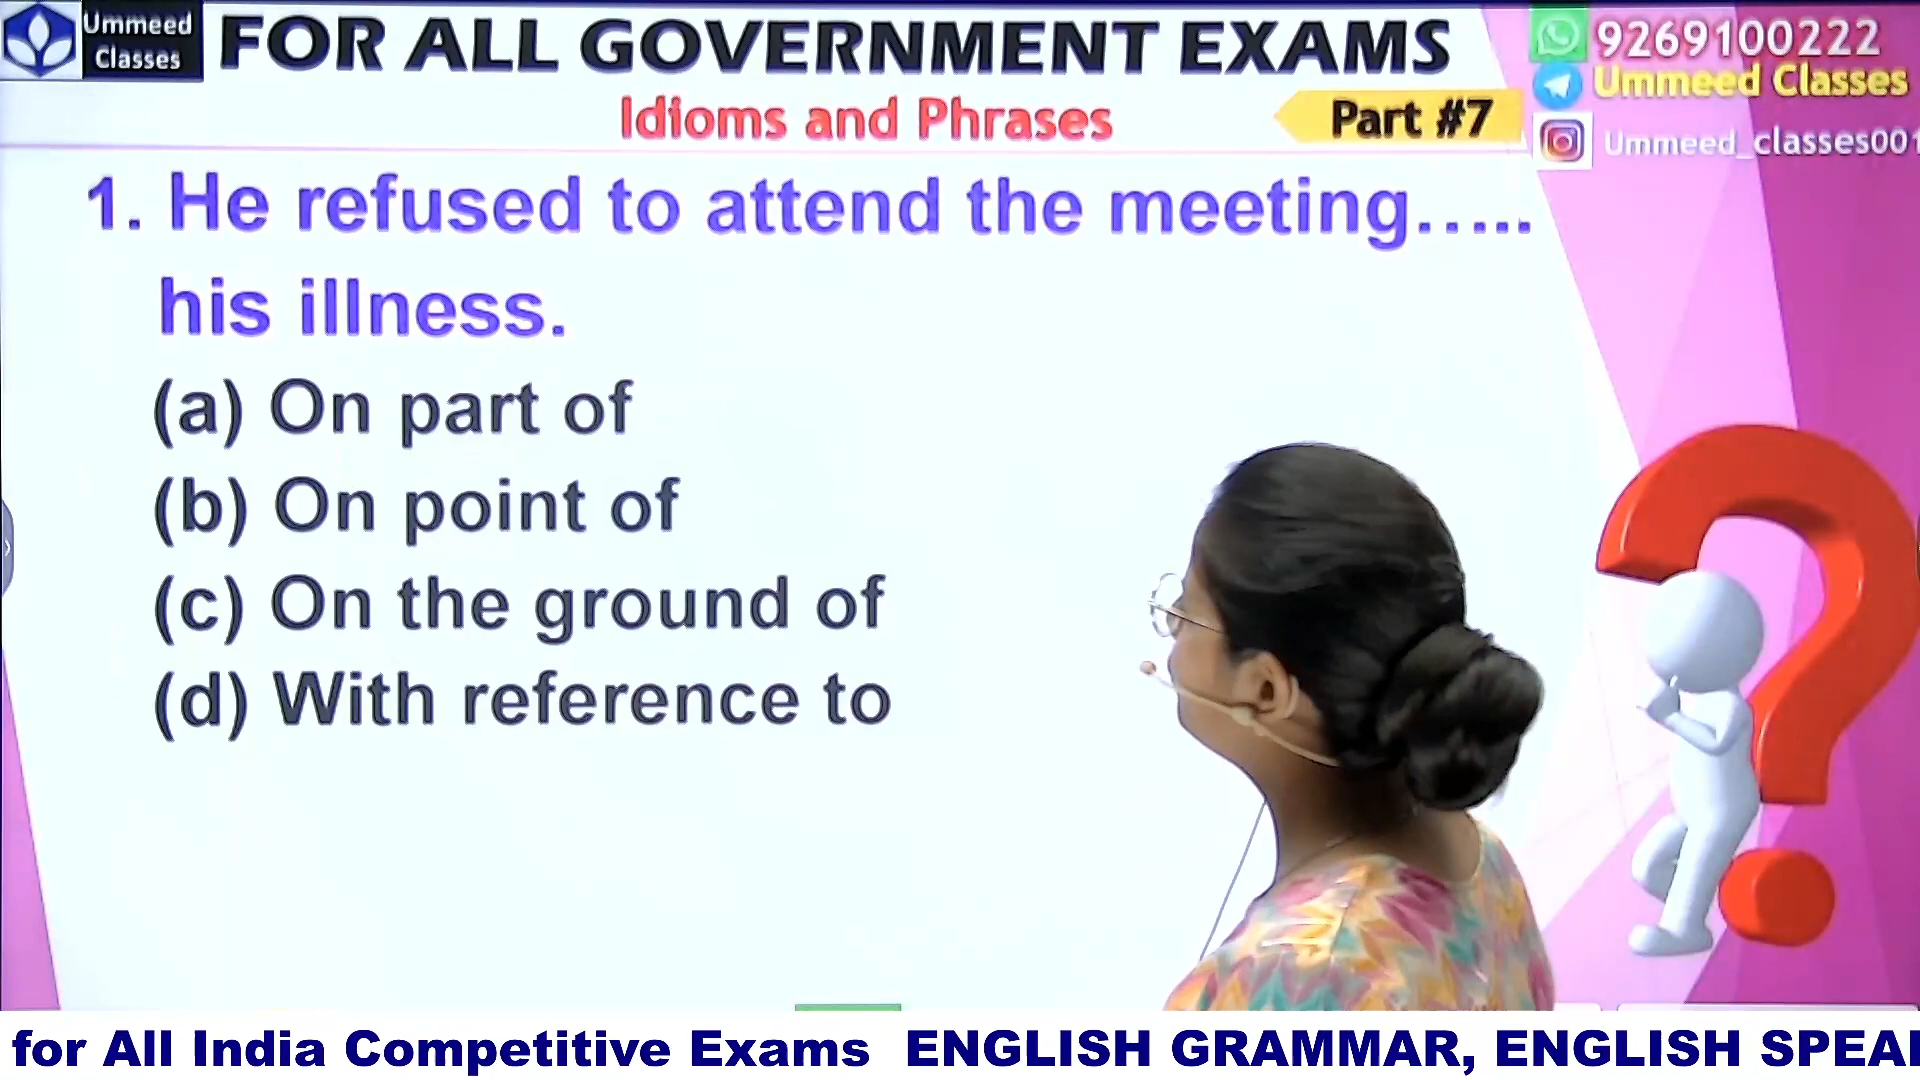 Ummeed
Classes
FOR ALL GOVERNMENT EXAMS
9269100222
Ummeed Classes
Idioms and Phrases
Part #7
Ummeed_classes001
1. He refused to attend the meeting.....
his illness.
(a) On part of
(b) On point of
(c) On the ground of
(d) With reference to
for All India Competitive Exams ENGLISH GRAMMAR, ENGLISH SPEA